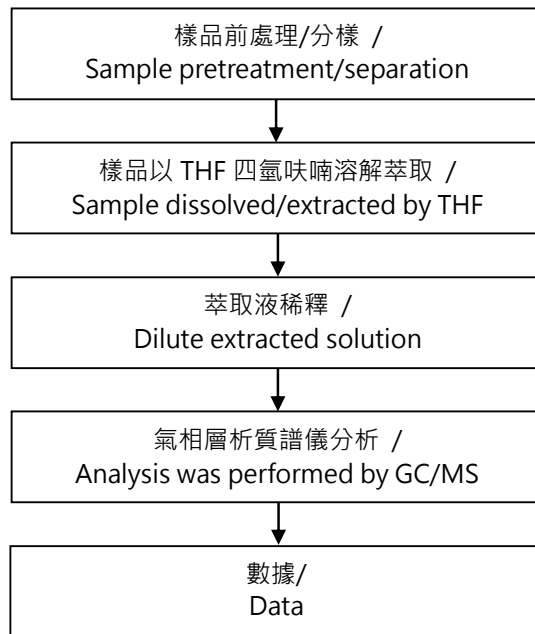 樣品前處理/分樣 /
Sample pretreatment/separation
樣品以 THF 四氫呋喃溶解萃取 /
Sample dissolved/extracted by THF
萃取液稀釋 /
Dilute extracted solution
氣相層析質譜儀分析 /
Analysis was performed by GC/MS
數據/
Data